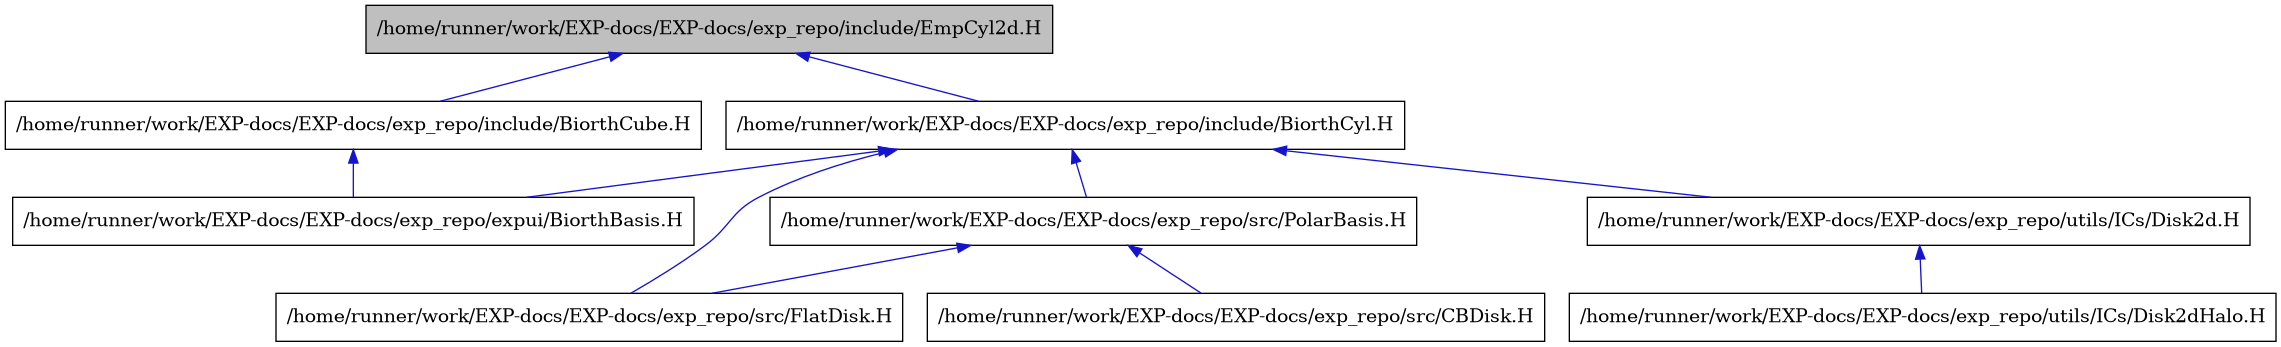 /home/runner/work/EXP-docs/EXP-docs/exp_repo/include/EmpCyl2d.H
/home/runner/work/EXP-docs/EXP-docs/exp_repo/include/BiorthCube.H
/home/runner/work/EXP-docs/EXP-docs/exp_repo/include/BiorthCyl.H
/home/runner/work/EXP-docs/EXP-docs/exp_repo/expui/BiorthBasis.H
/home/runner/work/EXP-docs/EXP-docs/exp_repo/src/PolarBasis.H
/home/runner/work/EXP-docs/EXP-docs/exp_repo/utils/ICs/Disk2d.H
/home/runner/work/EXP-docs/EXP-docs/exp_repo/src/FlatDisk.H
/home/runner/work/EXP-docs/EXP-docs/exp_repo/src/CBDisk.H
/home/runner/work/EXP-docs/EXP-docs/exp_repo/utils/ICs/Disk2dHalo.H